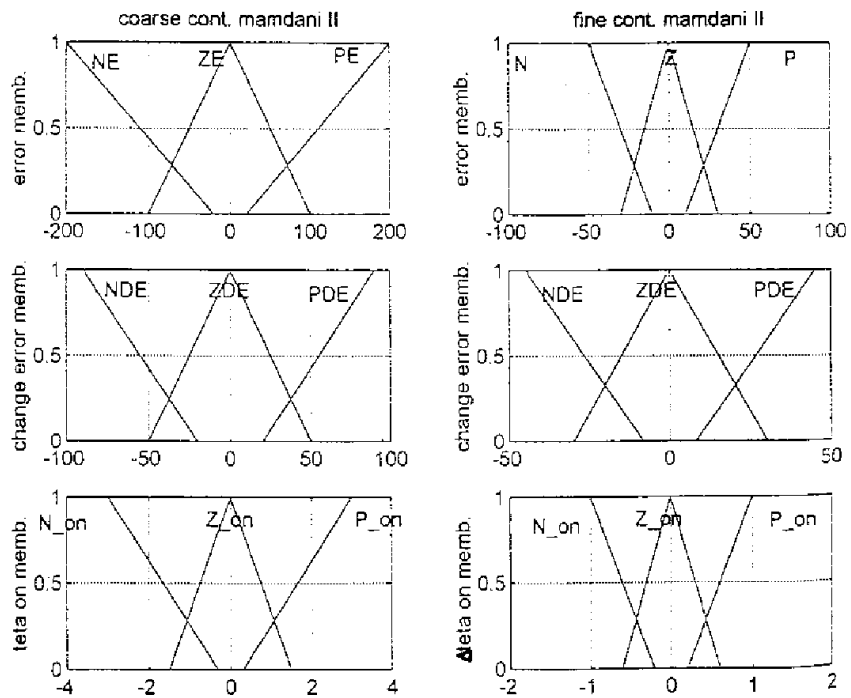 coarse cont. mamdani II
fine cont. mamdani II
error memb.
1
0.5
0
NE
ZE
PE
-200
-100
0
100
200
error memb.
1
0.5
0
N
Z
P
-100
-50
0
50
100
change error memb.
1
0.5
0
NDE
ZDE
PDE
-100
-50
0
50
100
change error memb.
1
0.5
0
NDE
ZDE
PDE
-50
0
50
teta on memb.
1
0.5
0
N_on
Z_on
P_on
-4
-2
0
2
4
Δteta on memb.
1
0.5
0
N_on
Z_on
P_on
-2
-1
0
1
2